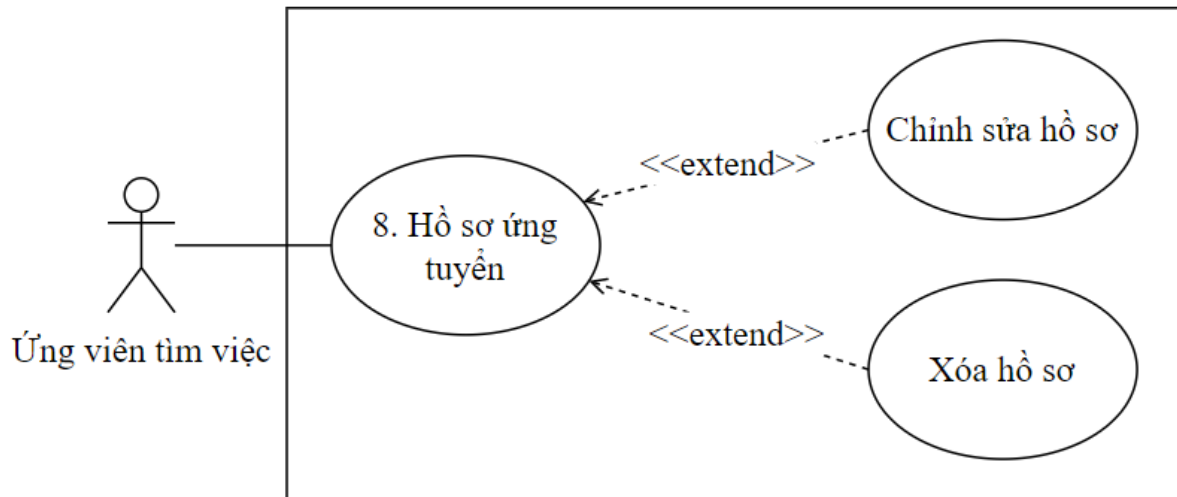 Chỉnh sửa hồ sơ
<<extend>>
8. Hồ sơ ứng
tuyển
<<extend>>
Ứng viên tìm việc
Xóa hồ sơ